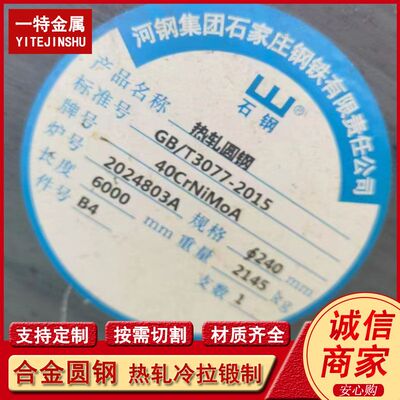 一特金属
YITEJINSHU
河钢集团石家庄钢铁有限责任公司
石钢®
产品名称 热轧圆钢
标准号 GB/T3077-2015
牌号 40CrNiMoA
炉号 2024803A 规格 ϕ240 mm
长度 6000 mm 重量 2145 kg
件号 B4 支数 1
支持定制 按需切割 材质齐全
合金圆钢 热轧冷拉锻制
诚信
商家
安心购